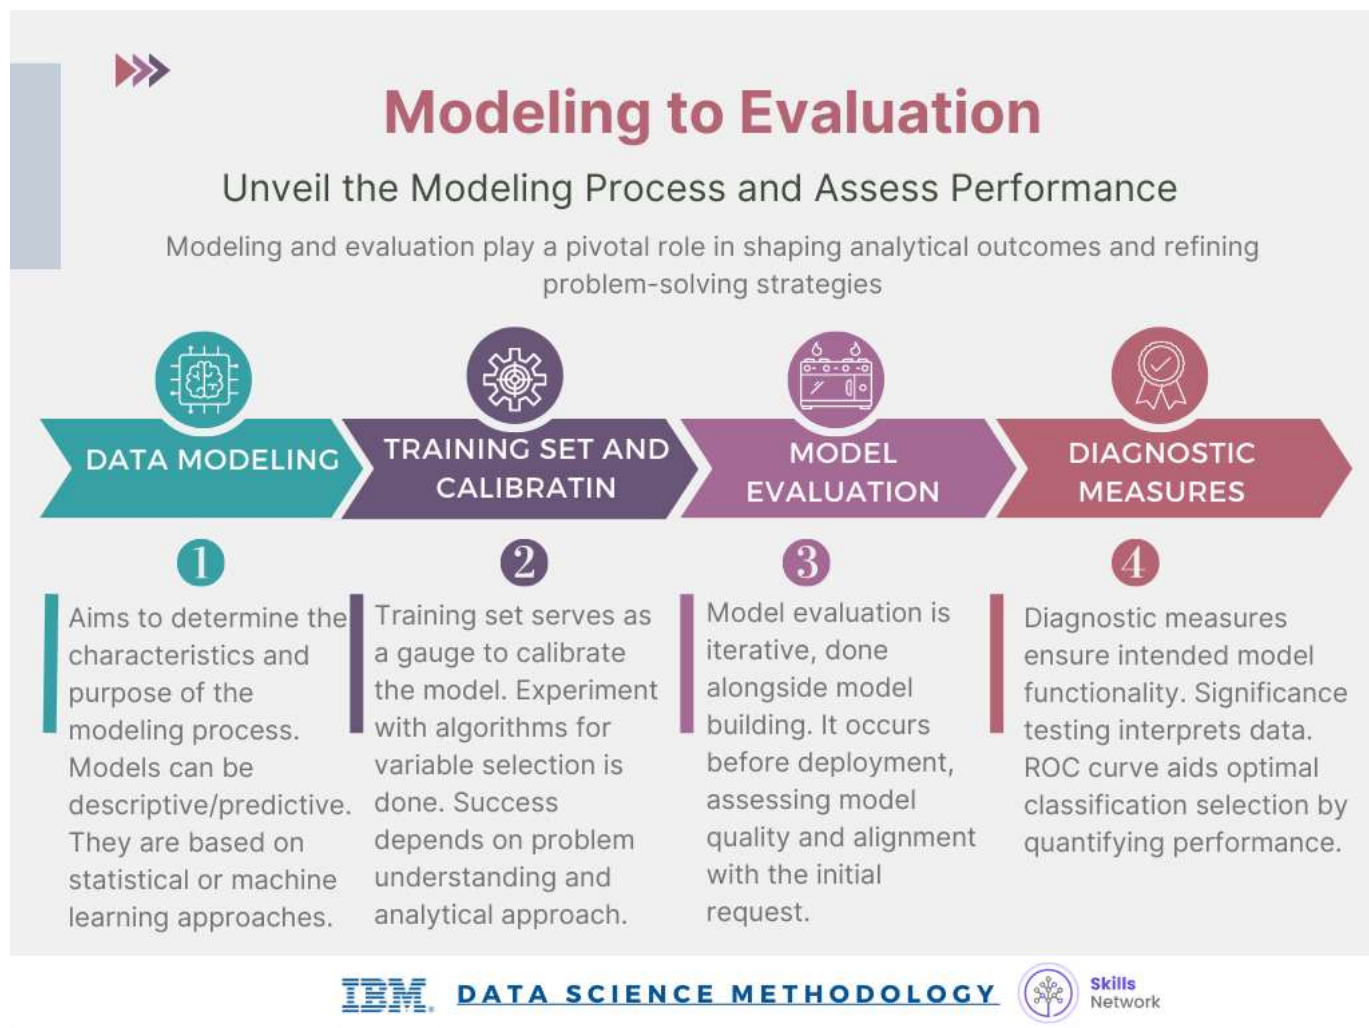 Modeling to Evaluation
Unveil the Modeling Process and Assess Performance
Modeling and evaluation play a pivotal role in shaping analytical outcomes and refining
problem-solving strategies
DATA MODELING
TRAINING SET AND
CALIBRATIN
MODEL
EVALUATION
DIAGNOSTIC
MEASURES
1
Aims to determine the
characteristics and
purpose of the
modeling process.
Models can be
descriptive/predictive.
They are based on
statistical or machine
learning approaches.
2
Training set serves as
a gauge to calibrate
the model. Experiment
with algorithms for
variable selection is
done. Success
depends on problem
understanding and
analytical approach.
3
Model evaluation is
iterative, done
alongside model
building. It occurs
before deployment,
assessing model
quality and alignment
with the initial
request.
4
Diagnostic measures
ensure intended model
functionality. Significance
testing interprets data.
ROC curve aids optimal
classification selection by
quantifying performance.
IBM. DATA SCIENCE METHODOLOGY
Skills
Network